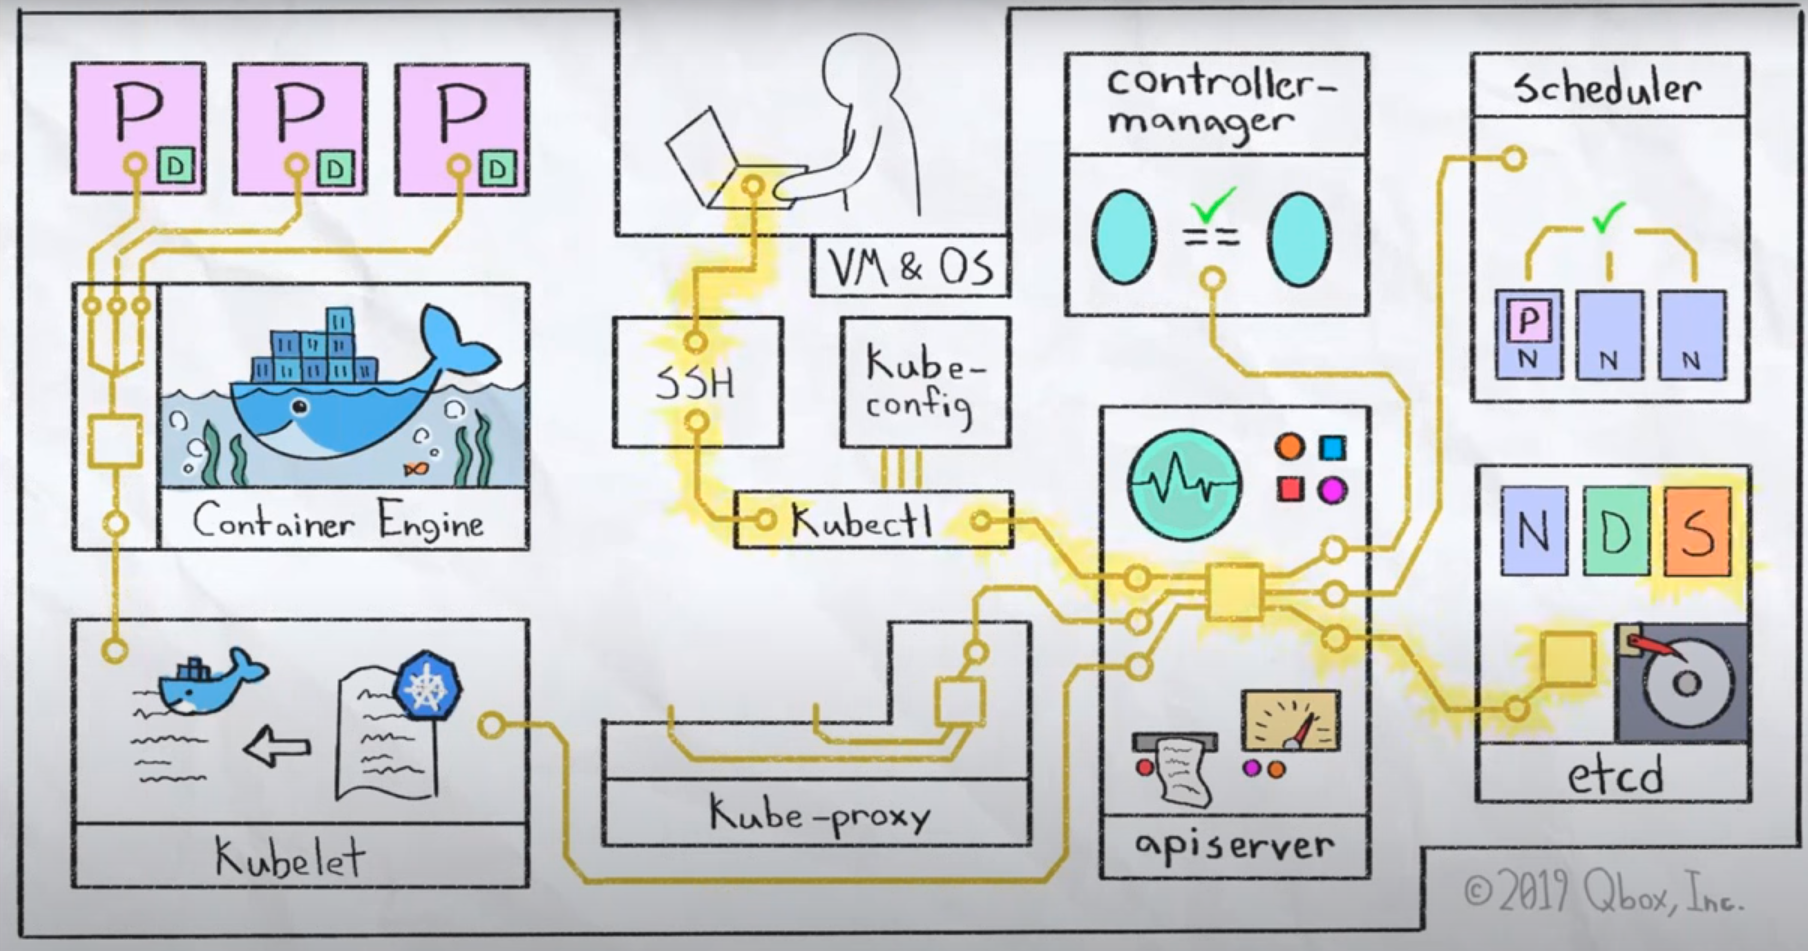 P
D
P
D
P
D
VM & OS
controller-
manager
==
scheduler
P
N
N
N
SSH
Kube-
config
Container Engine
Kubectl
N
D
S
Kubelet
Kube-proxy
apiserver
etcd
©2019 Qbox, Inc.